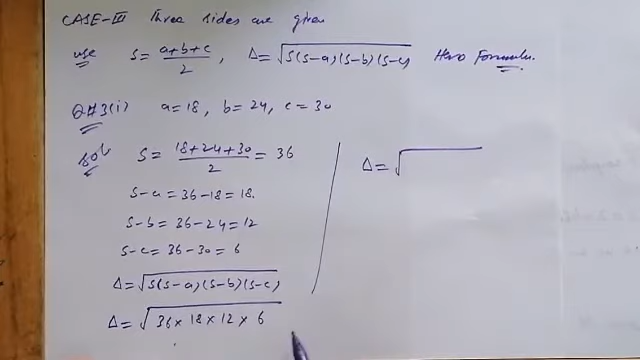 CASE-III Three sides are given
use S = a+b+c / 2 , Δ = √S(S-a)(S-b)(S-c) Hero Formula.
Q#3(i) a=18, b=24, c=30
Sol S = 18+24+30 / 2 = 36
S-a = 36-18 = 18.
S-b = 36-24 = 12
S-c = 36-30 = 6
Δ = √S(S-a)(S-b)(S-c)
Δ = √36 × 18 × 12 × 6
Δ = √